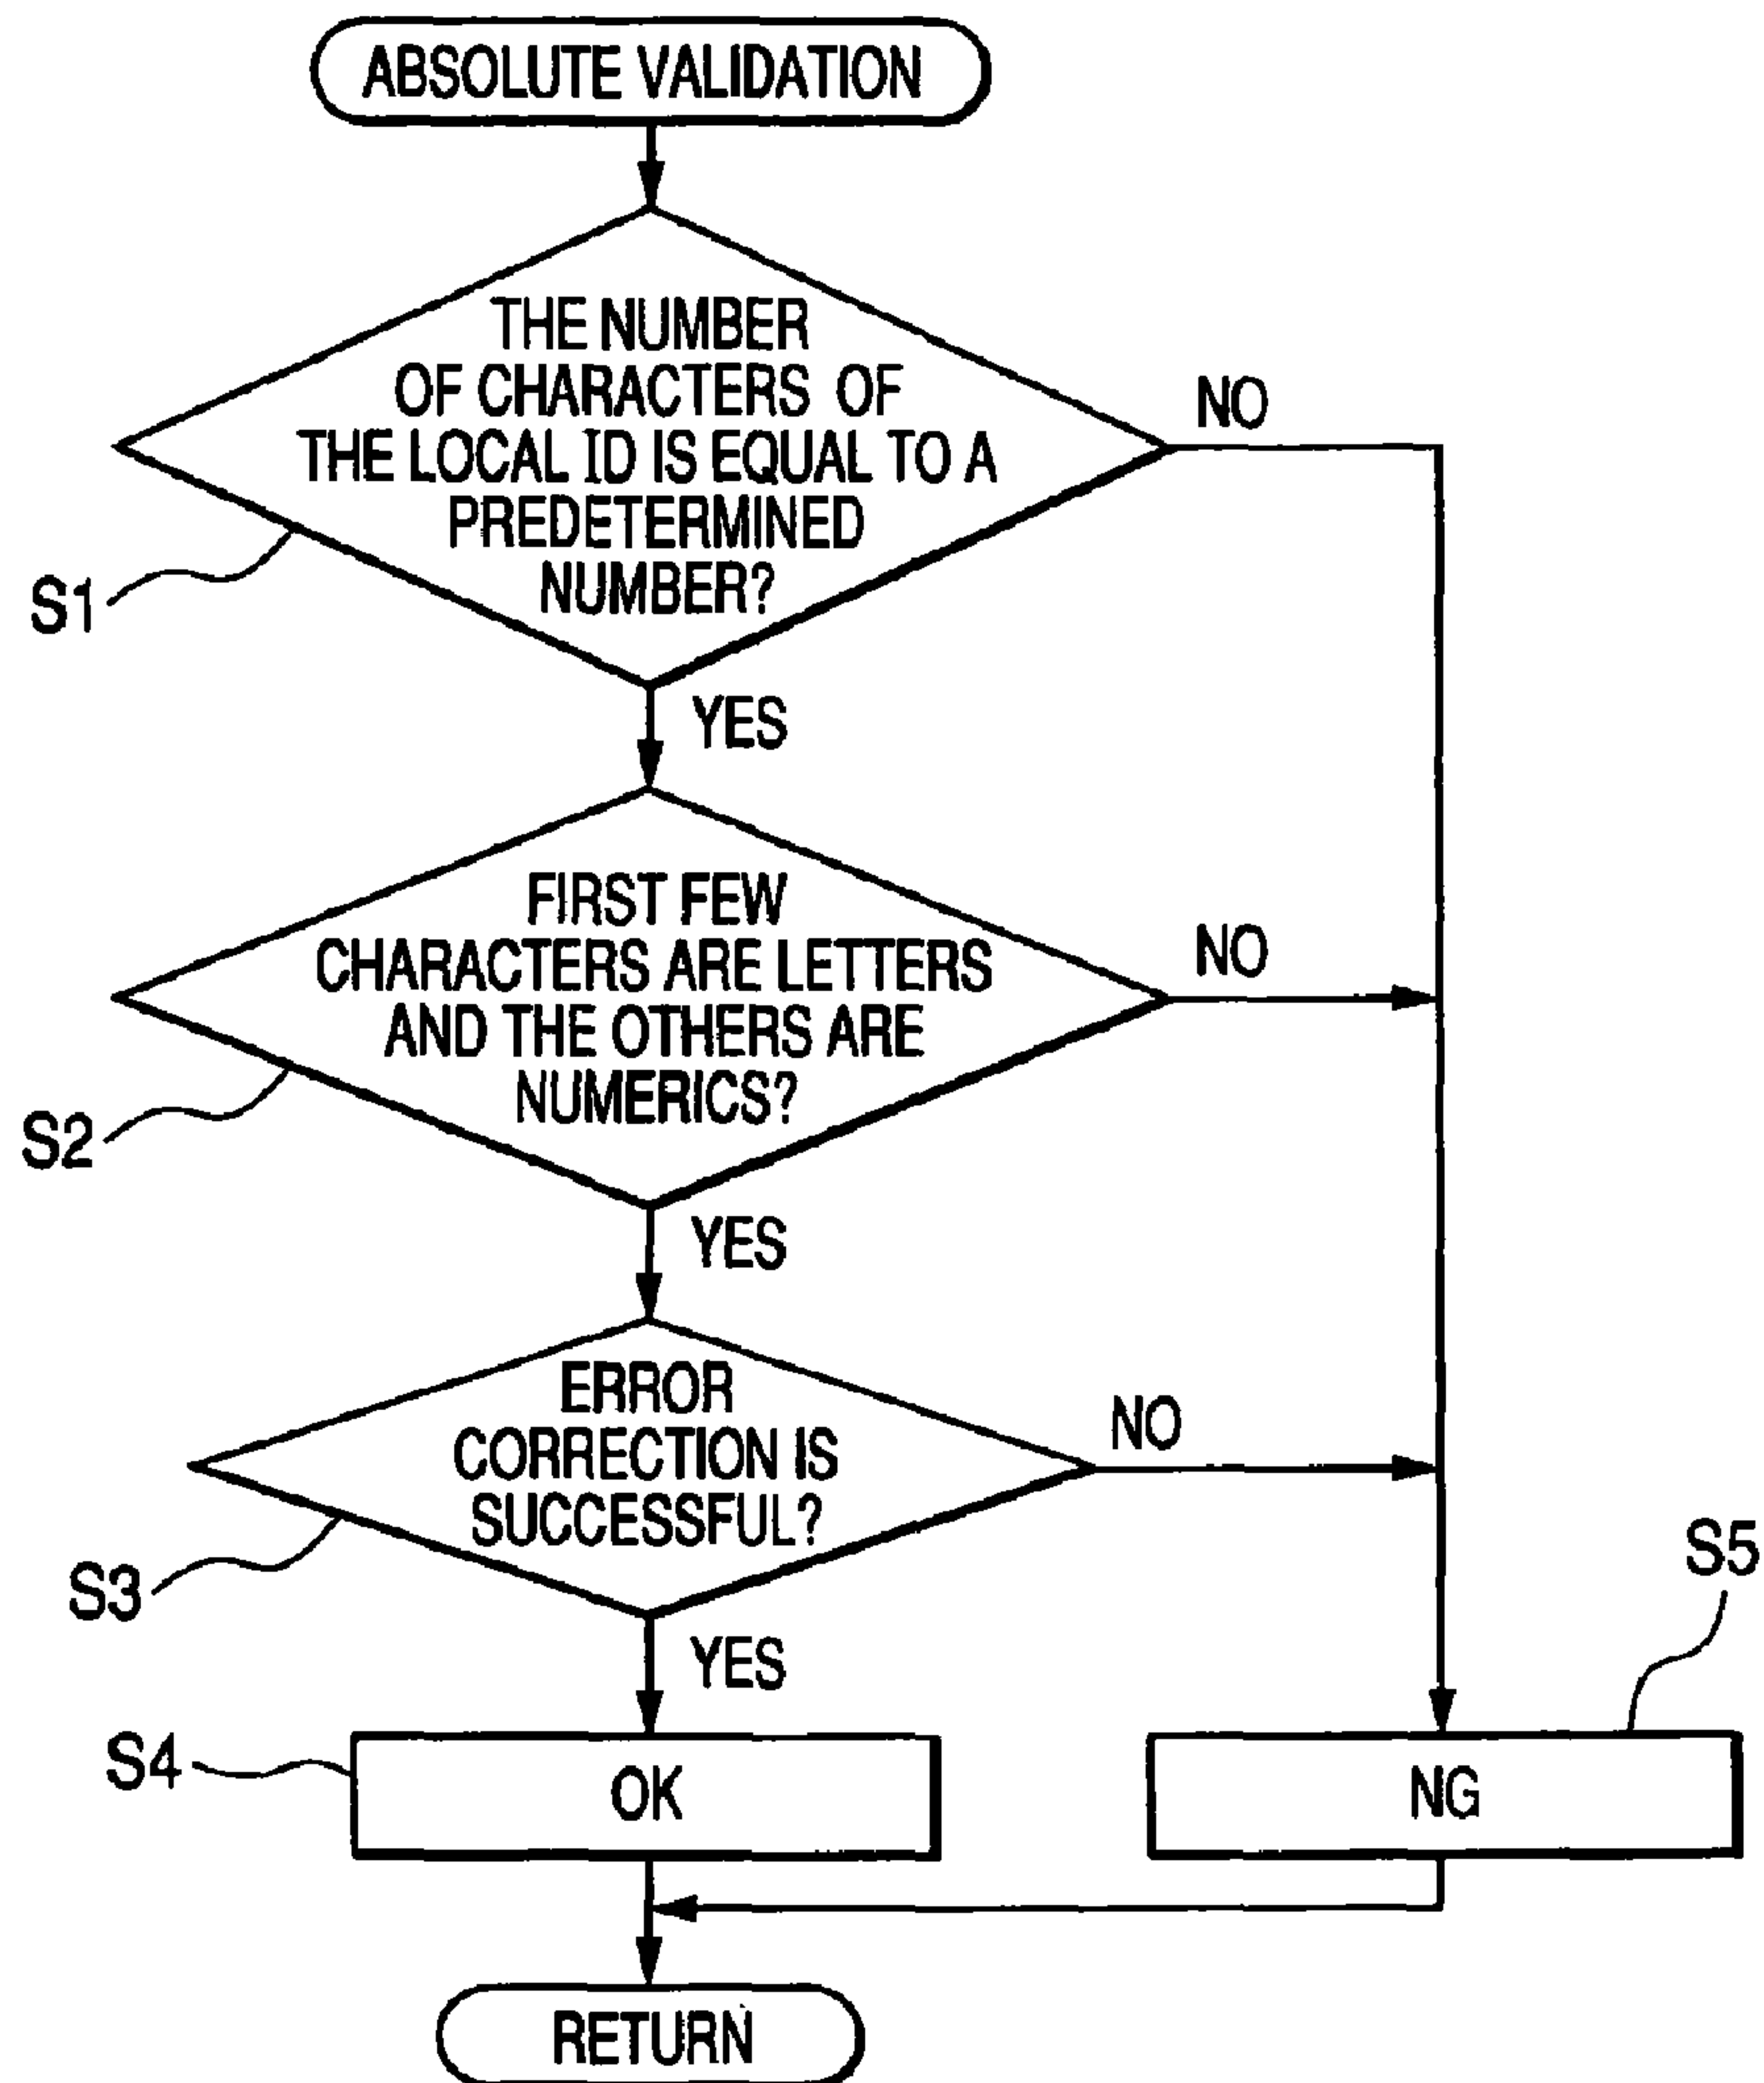 ABSOLUTE VALIDATION
THE NUMBER
OF CHARACTERS OF
THE LOCAL ID IS EQUAL TO A
PREDETERMINED
NUMBER?
NO
S1
YES
FIRST FEW
CHARACTERS ARE LETTERS
AND THE OTHERS ARE
NUMERICS?
NO
S2
YES
ERROR
CORRECTION IS
SUCCESSFUL?
NO
S3
S5
YES
S4
OK
NG
RETURN